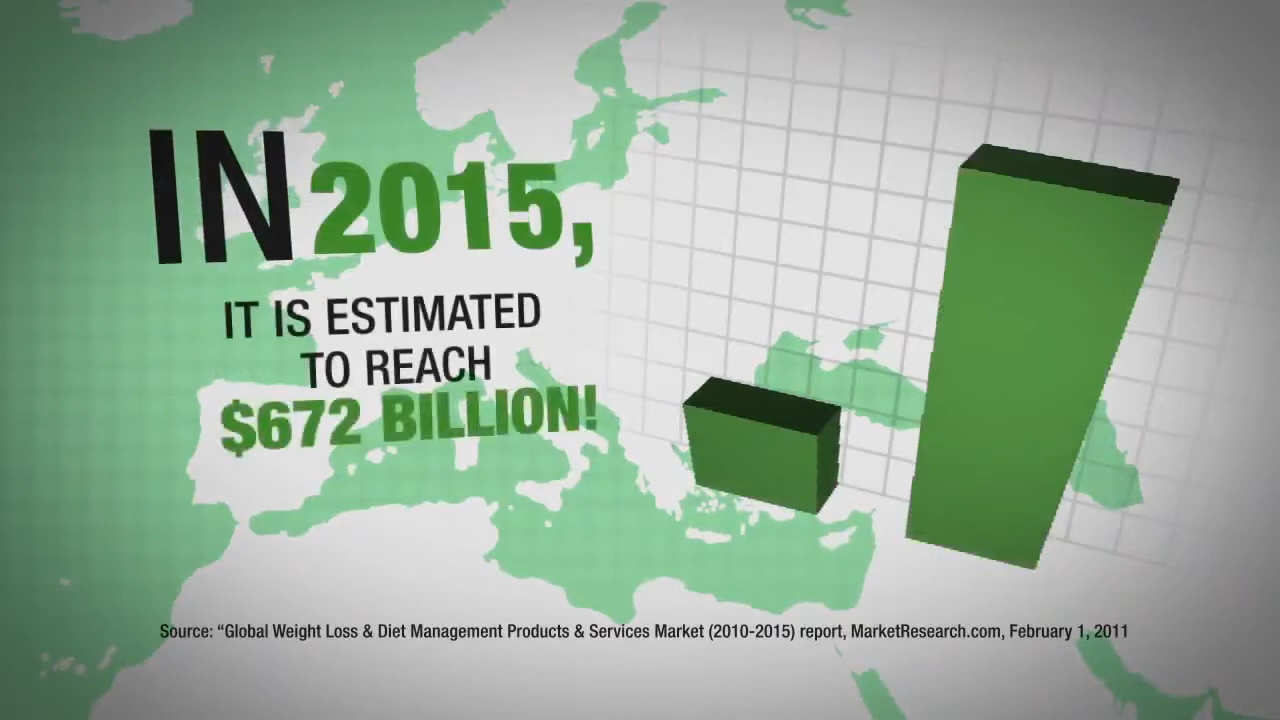 IN 2015,
IT IS ESTIMATED
TO REACH
$672 BILLION!
Source: “Global Weight Loss & Diet Management Products & Services Market (2010-2015) report, MarketResearch.com, February 1, 2011